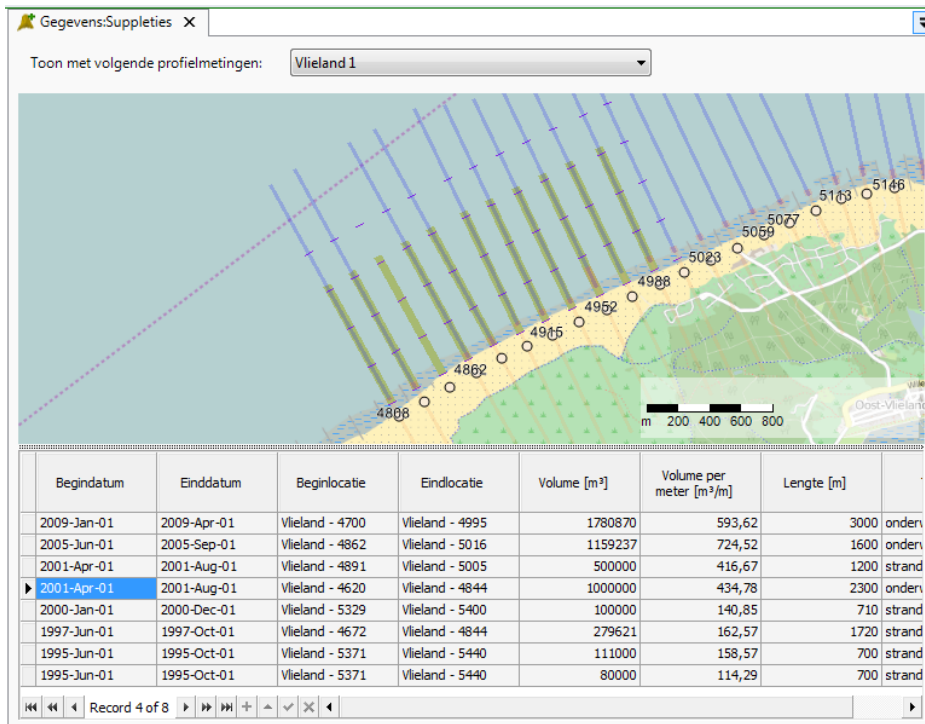 Gegevens:Suppleties
Toon met volgende profielmetingen: Vlieland 1
5146
5113
5077
5059
5023
4988
4952
4915
4862
4808
Oost-Vlieland
m 200 400 600 800
Begindatum Einddatum Beginlocatie Eindlocatie Volume [m³] Volume per meter [m³/m] Lengte [m]
2009-Jan-01 2009-Apr-01 Vlieland - 4700 Vlieland - 4995 1780870 593,62 3000 onderv
2005-Jun-01 2005-Sep-01 Vlieland - 4862 Vlieland - 5016 1159237 724,52 1600 onderv
2001-Apr-01 2001-Aug-01 Vlieland - 4891 Vlieland - 5005 500000 416,67 1200 strand
2001-Apr-01 2001-Aug-01 Vlieland - 4620 Vlieland - 4844 1000000 434,78 2300 onderv
2000-Jan-01 2000-Dec-01 Vlieland - 5329 Vlieland - 5400 100000 140,85 710 strand
1997-Jun-01 1997-Oct-01 Vlieland - 4672 Vlieland - 4844 279621 162,57 1720 strand
1995-Jun-01 1995-Oct-01 Vlieland - 5371 Vlieland - 5440 111000 158,57 700 strand
1995-Jun-01 1995-Oct-01 Vlieland - 5371 Vlieland - 5440 80000 114,29 700 strand
Record 4 of 8